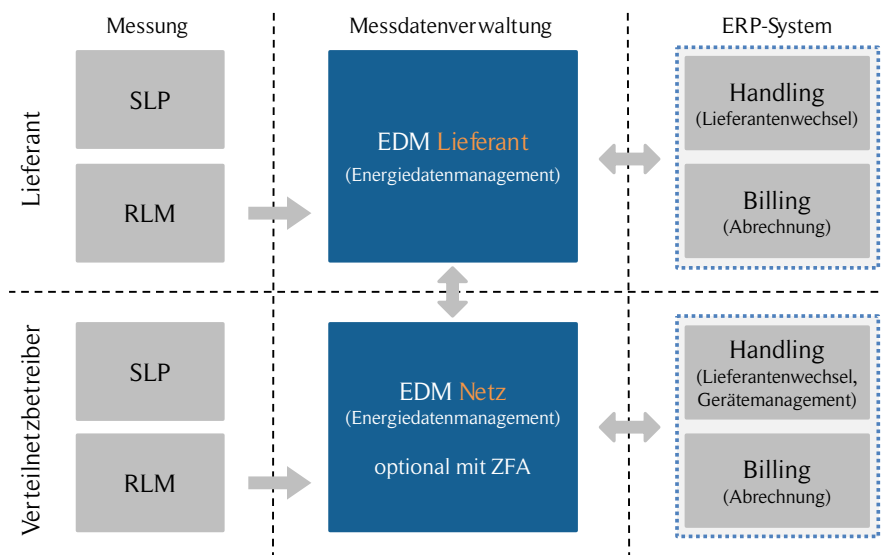 Messung
Messdatenverwaltung
ERP-System
Lieferant
SLP
RLM
EDM Lieferant
(Energiedatenmanagement)
Handling
(Lieferantenwechsel)
Billing
(Abrechnung)
Verteilnetzbetreiber
SLP
RLM
EDM Netz
(Energiedatenmanagement)
optional mit ZFA
Handling
(Lieferantenwechsel,
Gerätemanagement)
Billing
(Abrechnung)